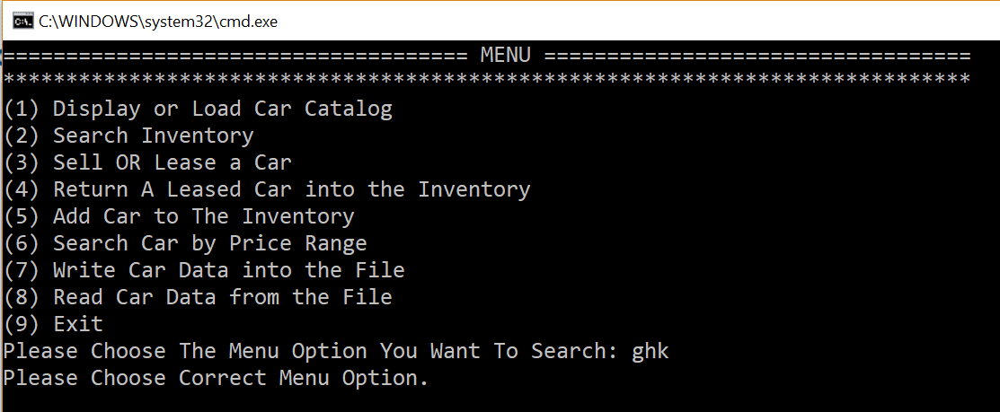 C:\WINDOWS\system32\cmd.exe
===================================== MENU ==================================
*****************************************************************************
(1) Display or Load Car Catalog
(2) Search Inventory
(3) Sell OR Lease a Car
(4) Return A Leased Car into the Inventory
(5) Add Car to The Inventory
(6) Search Car by Price Range
(7) Write Car Data into the File
(8) Read Car Data from the File
(9) Exit
Please Choose The Menu Option You Want To Search: ghk
Please Choose Correct Menu Option.